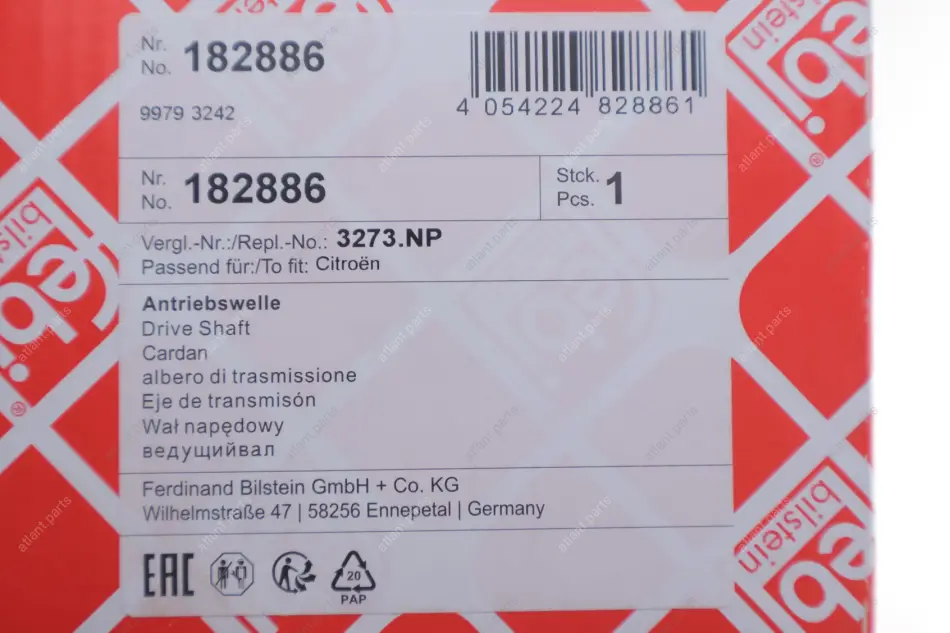 Nr.
No. 182886
9979 3242
4 054224 828861
Nr.
No. 182886
Stck.
Pcs. 1
Vergl.-Nr.:/Repl.-No.: 3273.NP
Passend für:/To fit: Citroën
Antriebswelle
Drive Shaft
Cardan
albero di trasmissione
Eje de transmisón
Wał napędowy
ведущийвал
Ferdinand Bilstein GmbH + Co. KG
Wilhelmstraße 47 | 58256 Ennepetal | Germany
EAC
20
PAP
febi
bilstein
atlant.parts